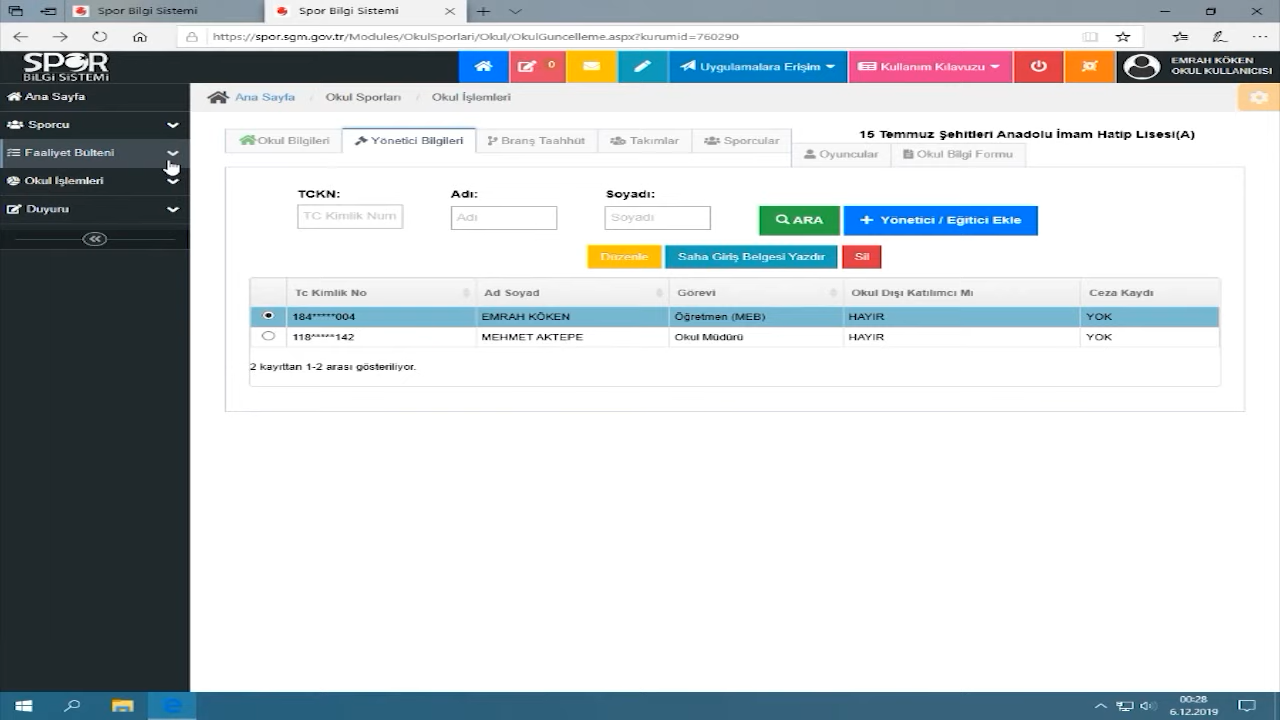 Spor Bilgi Sistemi
Spor Bilgi Sistemi
https://spor.sgm.gov.tr/Modules/OkulSporlari/Okul/OkulGuncelleme.aspx?kurumid=760290
SPOR
BİLGİ SİSTEMİ
0
Uygulamalara Erişim
Kullanım Kılavuzu
EMRAH KÖKEN
OKUL KULLANICISI
Ana Sayfa
Sporcu
Faaliyet Bülteni
Okul İşlemleri
Duyuru
Ana Sayfa / Okul Sporları / Okul İşlemleri
15 Temmuz Şehitleri Anadolu İmam Hatip Lisesi(A)
Okul Bilgileri
Yönetici Bilgileri
Branş Taahhüt
Takımlar
Sporcular
Oyuncular
Okul Bilgi Formu
TCKN: Adı: Soyadı:
TC Kimlik Num Adı Soyadı ARA + Yönetici / Eğitici Ekle
Düzenle Saha Giriş Belgesi Yazdır Sil
Tc Kimlik No Ad Soyad Görevi Okul Dışı Katılımcı Mı Ceza Kaydı
184*****004 EMRAH KÖKEN Öğretmen (MEB) HAYIR YOK
118*****142 MEHMET AKTEPE Okul Müdürü HAYIR YOK
2 kayıttan 1-2 arası gösteriliyor.
00:28
6.12.2019